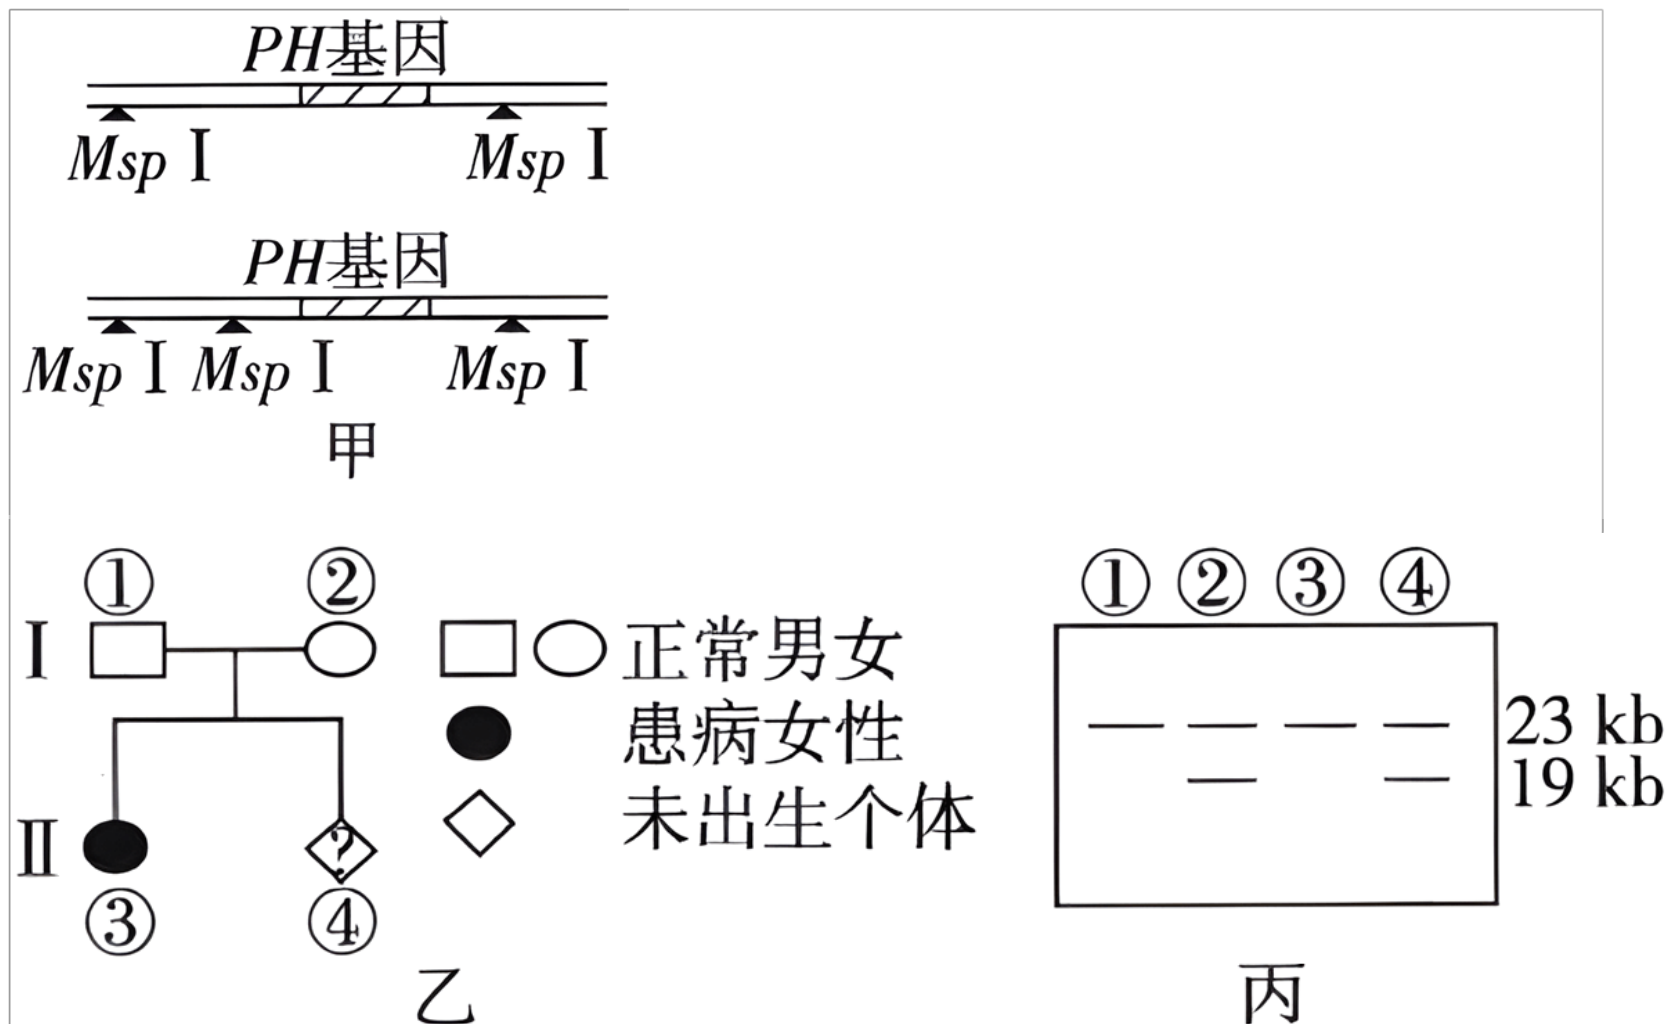 PH基因
Msp Ⅰ Msp Ⅰ
PH基因
Msp Ⅰ Msp Ⅰ Msp Ⅰ
甲
① ②
Ⅰ
正常男女
患病女性
未出生个体
Ⅱ ?
③ ④
乙
① ② ③ ④
23 kb
19 kb
丙